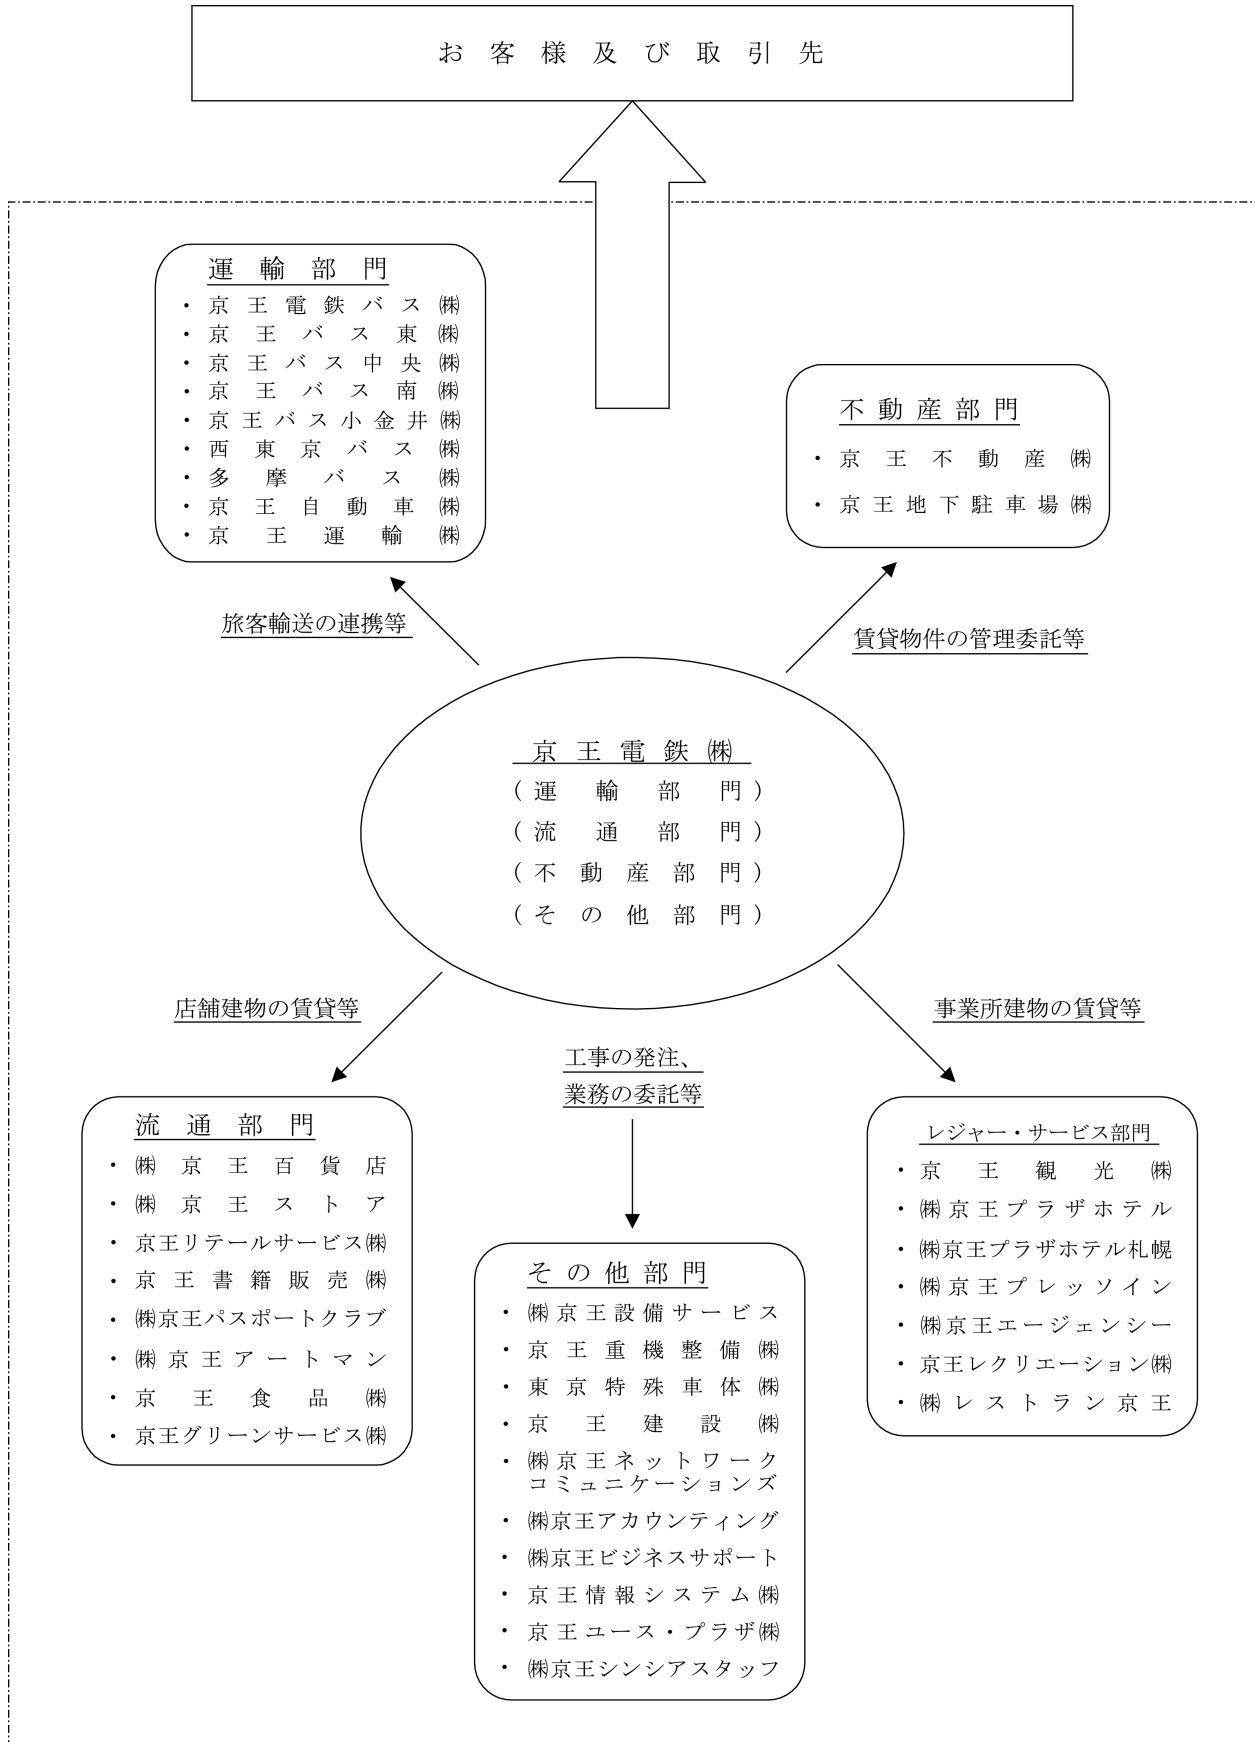 お客様及び取引先
運輸部門
・京王電鉄バス㈱
・京王バス東㈱
・京王バス中央㈱
・京王バス南㈱
・京王バス小金井㈱
・西東京バス㈱
・多摩バス㈱
・京王自動車㈱
・京王運輸㈱
不動産部門
・京王不動産㈱
・京王地下駐車場㈱
旅客輸送の連携等
賃貸物件の管理委託等
京王電鉄㈱
(運輸部門)
(流通部門)
(不動産部門)
(その他部門)
店舗建物の賃貸等
工事の発注、
業務の委託等
事業所建物の賃貸等
流通部門
・㈱京王百貨店
・㈱京王ストア
・京王リテールサービス㈱
・京王書籍販売㈱
・㈱京王パスポートクラブ
・㈱京王アートマン
・京王食品㈱
・京王グリーンサービス㈱
その他部門
・㈱京王設備サービス
・京王重機整備㈱
・東京特殊車体㈱
・京王建設㈱
・㈱京王ネットワーク
コミュニケーションズ
・㈱京王アカウンティング
・㈱京王ビジネスサポート
・京王情報システム㈱
・京王ユース・プラザ㈱
・㈱京王シンシアスタッフ
レジャー・サービス部門
・京王観光㈱
・㈱京王プラザホテル
・㈱京王プラザホテル札幌
・㈱京王プレッソイン
・㈱京王エージェンシー
・京王レクリエーション㈱
・㈱レストラン京王